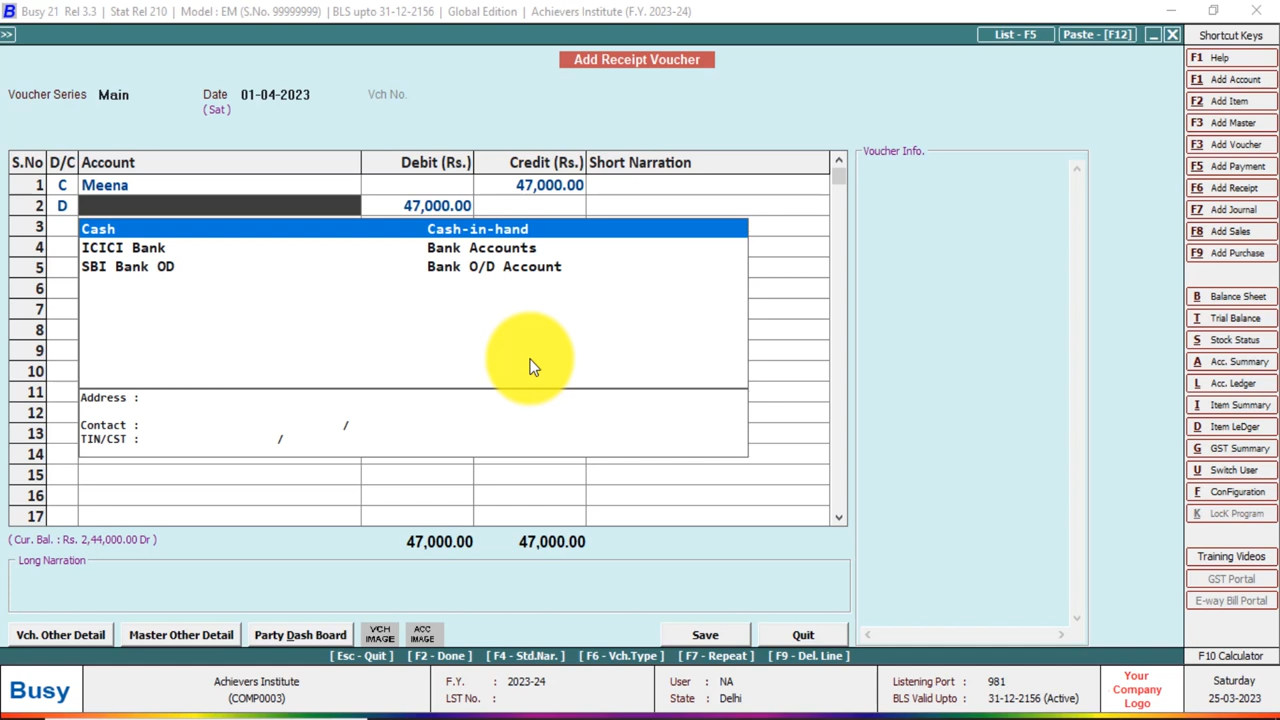 Busy 21 Rel 3.3 | Stat Rel 210 | Model : EM (S.No. 99999999) | BLS upto 31-12-2156 | Global Edition | Achievers Institute (F.Y. 2023-24)
>> List - F5 Paste - [F12] Shortcut Keys
Add Receipt Voucher
Voucher Series Main Date 01-04-2023 Vch No.
( Sat )
S.No D/C Account Debit (Rs.) Credit (Rs.) Short Narration
1 C Meena 47,000.00
2 D 47,000.00
3 Cash Cash-in-hand
4 ICICI Bank Bank Accounts
5 SBI Bank OD Bank O/D Account
6
7
8
9
10
11 Address :
12
Contact : /
13 TIN/CST : /
14
15
16
17
( Cur. Bal. : Rs. 2,44,000.00 Dr ) 47,000.00 47,000.00
Long Narration
Voucher Info.
Vch. Other Detail Master Other Detail Party Dash Board VCH IMAGE ACC IMAGE Save Quit
[ Esc - Quit ] [ F2 - Done ] [ F4 - Std.Nar. ] [ F6 - Vch.Type ] [ F7 - Repeat ] [ F9 - Del. Line ]
F1 Help
F1 Add Account
F2 Add Item
F3 Add Master
F3 Add Voucher
F5 Add Payment
F6 Add Receipt
F7 Add Journal
F8 Add Sales
F9 Add Purchase
B Balance Sheet
T Trial Balance
S Stock Status
A Acc. Summary
L Acc. Ledger
I Item Summary
D Item LeDger
G GST Summary
U Switch User
F ConFiguration
K LocK Program
Training Videos
GST Portal
E-way Bill Portal
F10 Calculator
Busy
Achievers Institute
(COMP0003)
F.Y. : 2023-24
LST No. :
User : NA
State : Delhi
Listening Port : 981
BLS Valid Upto : 31-12-2156 (Active)
Your
Company
Logo
Saturday
25-03-2023